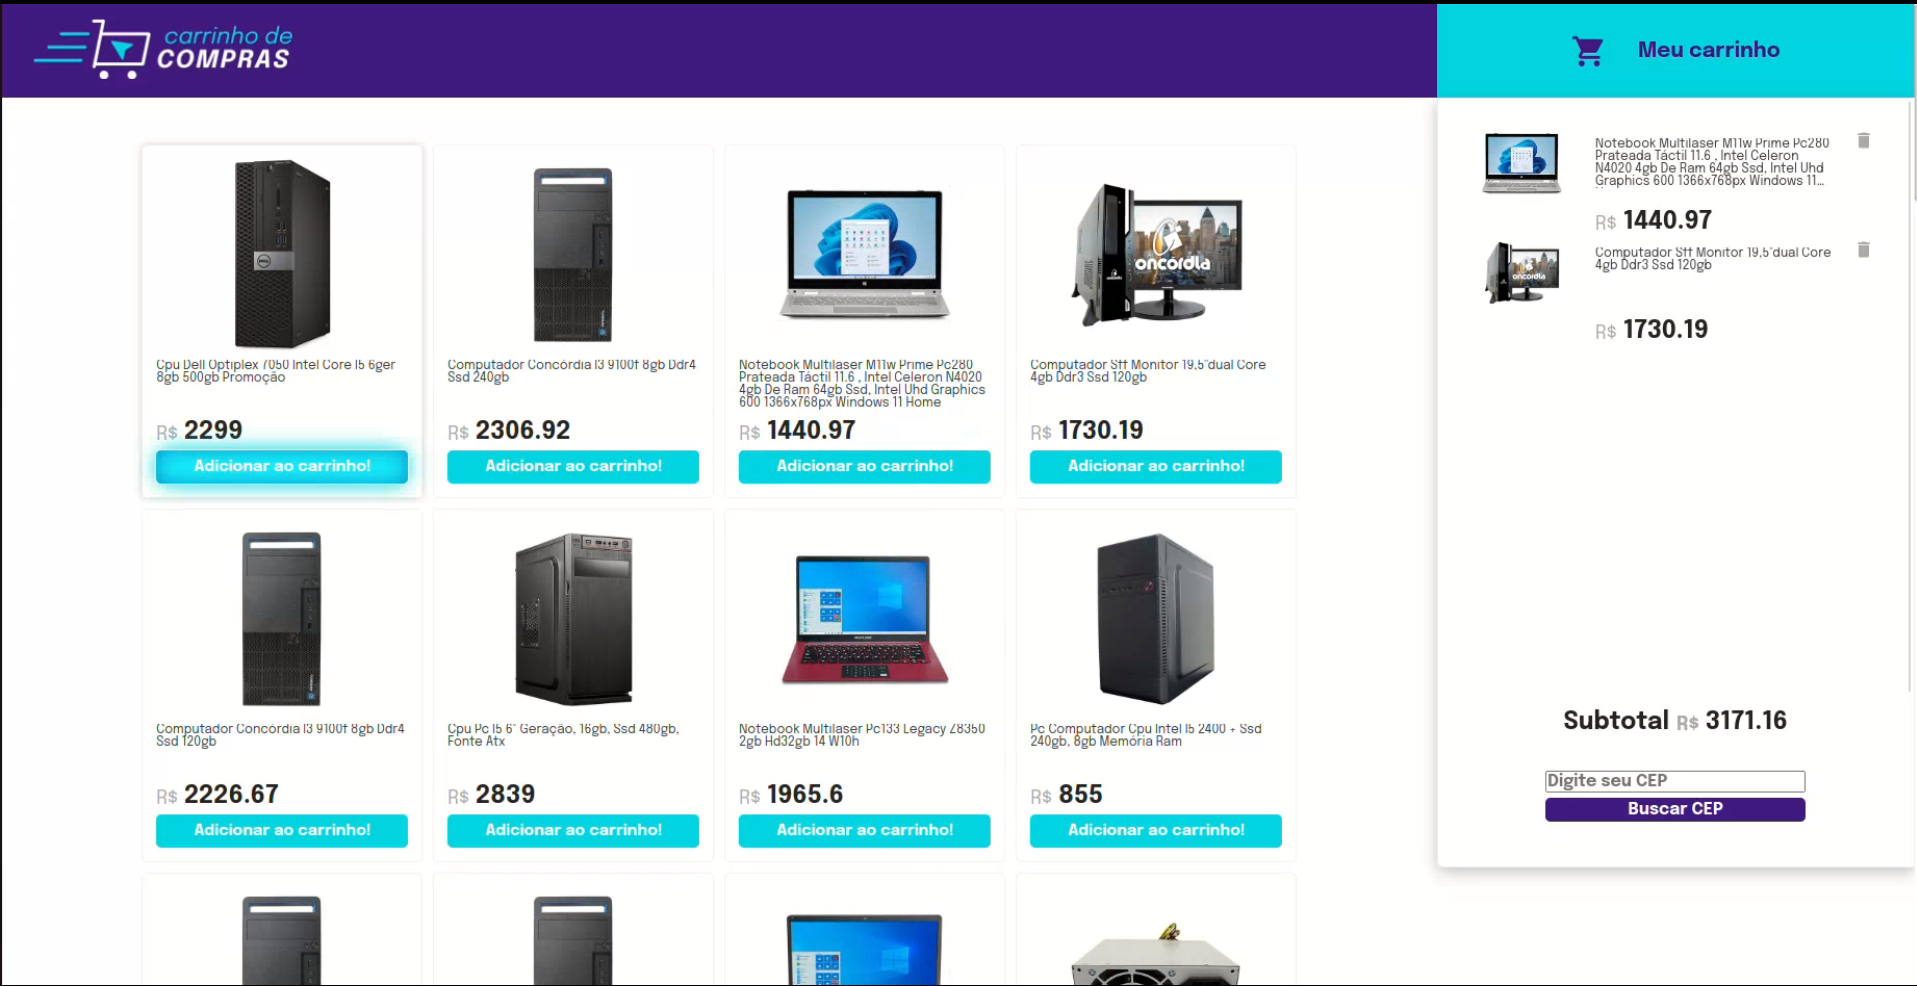 carrinho de
COMPRAS
Meu carrinho
Cpu Dell Optiplex 7050 Intel Core I5 6ger
8gb 500gb Promoção
R$ 2299
Adicionar ao carrinho!
Computador Concórdia I3 9100f 8gb Ddr4
Ssd 240gb
R$ 2306.92
Adicionar ao carrinho!
Notebook Multilaser M11w Prime Pc280
Prateada Táctil 11.6 , Intel Celeron N4020
4gb De Ram 64gb Ssd, Intel Uhd Graphics
600 1366x768px Windows 11 Home
R$ 1440.97
Adicionar ao carrinho!
oncórdIa
Computador Sff Monitor 19,5"dual Core
4gb Ddr3 Ssd 120gb
R$ 1730.19
Adicionar ao carrinho!
Computador Concórdia I3 9100f 8gb Ddr4
Ssd 120gb
R$ 2226.67
Adicionar ao carrinho!
Cpu Pc I5 6° Geração, 16gb, Ssd 480gb,
Fonte Atx
R$ 2839
Adicionar ao carrinho!
Notebook Multilaser Pc133 Legacy Z8350
2gb Hd32gb 14 W10h
R$ 1965.6
Adicionar ao carrinho!
Pc Computador Cpu Intel I5 2400 + Ssd
240gb, 8gb Memória Ram
R$ 855
Adicionar ao carrinho!
Notebook Multilaser M11w Prime Pc280
Prateada Táctil 11.6 , Intel Celeron
N4020 4gb De Ram 64gb Ssd, Intel Uhd
Graphics 600 1366x768px Windows 11...
R$ 1440.97
oncórdIa
Computador Sff Monitor 19,5"dual Core
4gb Ddr3 Ssd 120gb
R$ 1730.19
Subtotal R$ 3171.16
Digite seu CEP
Buscar CEP